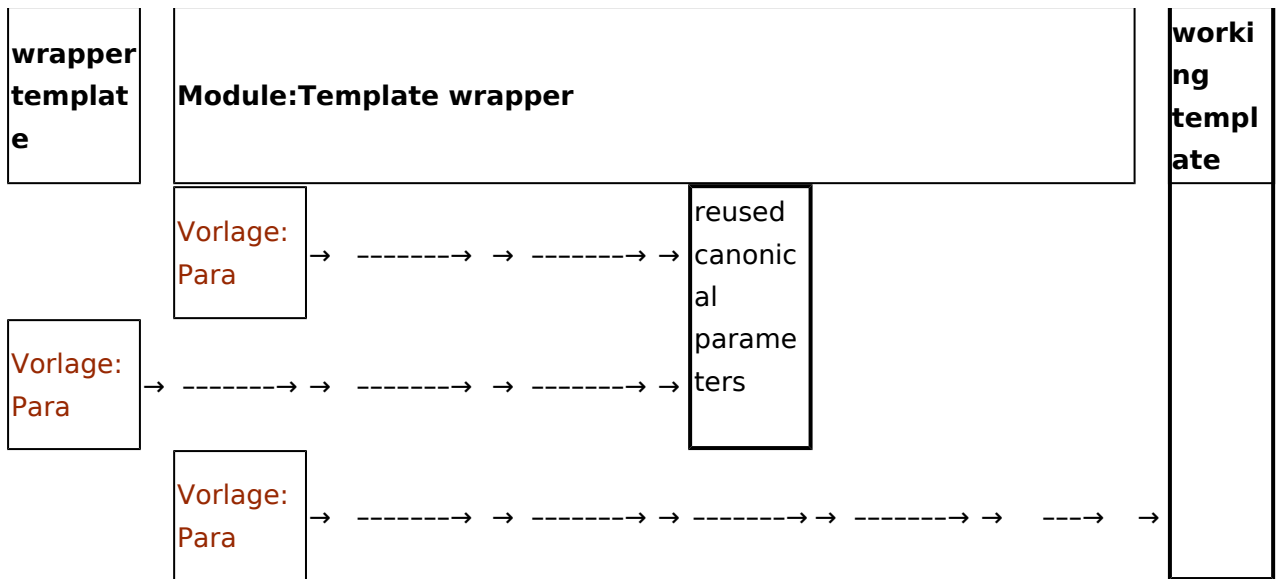 wrapper
templat
e
Module:Template wrapper
worki
ng
templ
ate
Vorlage:
Para
→ -------→ → -------→ →
reused
canonic
al
parame
ters
Vorlage:
Para
→ -------→ → -------→ → -------→ →
Vorlage:
Para
→ -------→ → -------→ → -------→ → -------→ → ---→ →